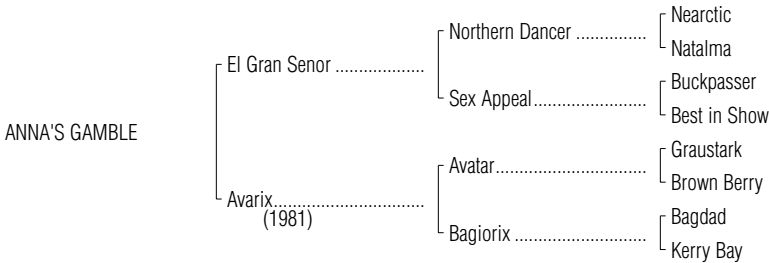 Nearctic
Northern Dancer ...............
Natalma
El Gran Senor ...................
Buckpasser
Sex Appeal........................
Best in Show
ANNA'S GAMBLE
Graustark
Avatar................................
Brown Berry
Avarix................................
(1981)
Bagdad
Bagiorix ............................
Kerry Bay